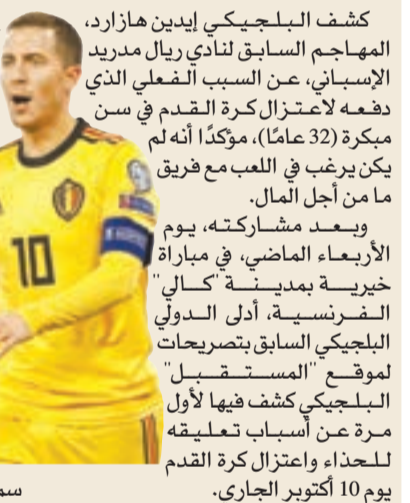 كشف البلجيكي إيدين هازارد،
المهاجم السابق لنادي ريال مدريد
الإسباني، عن السبب الفعلي الذي
دفعه لاعتزال كرة القدم في سن
مبكرة (32 عامًا)، مؤكدًا أنه لم
يكن يرغب في اللعب مع فريق
ما من أجل المال.
وبعد مشاركته، يوم
الأربعاء الماضي، في مباراة
خيرية بمدينة "كالي"
الفرنسية، أدلى الدولي
البلجيكي السابق بتصريحات
لموقع "المستقبل"
البلجيكي كشف فيها لأول
مرة عن أسباب تعليقه
للحذاء واعتزال كرة القدم
يوم 10 أكتوبر الجاري.
10